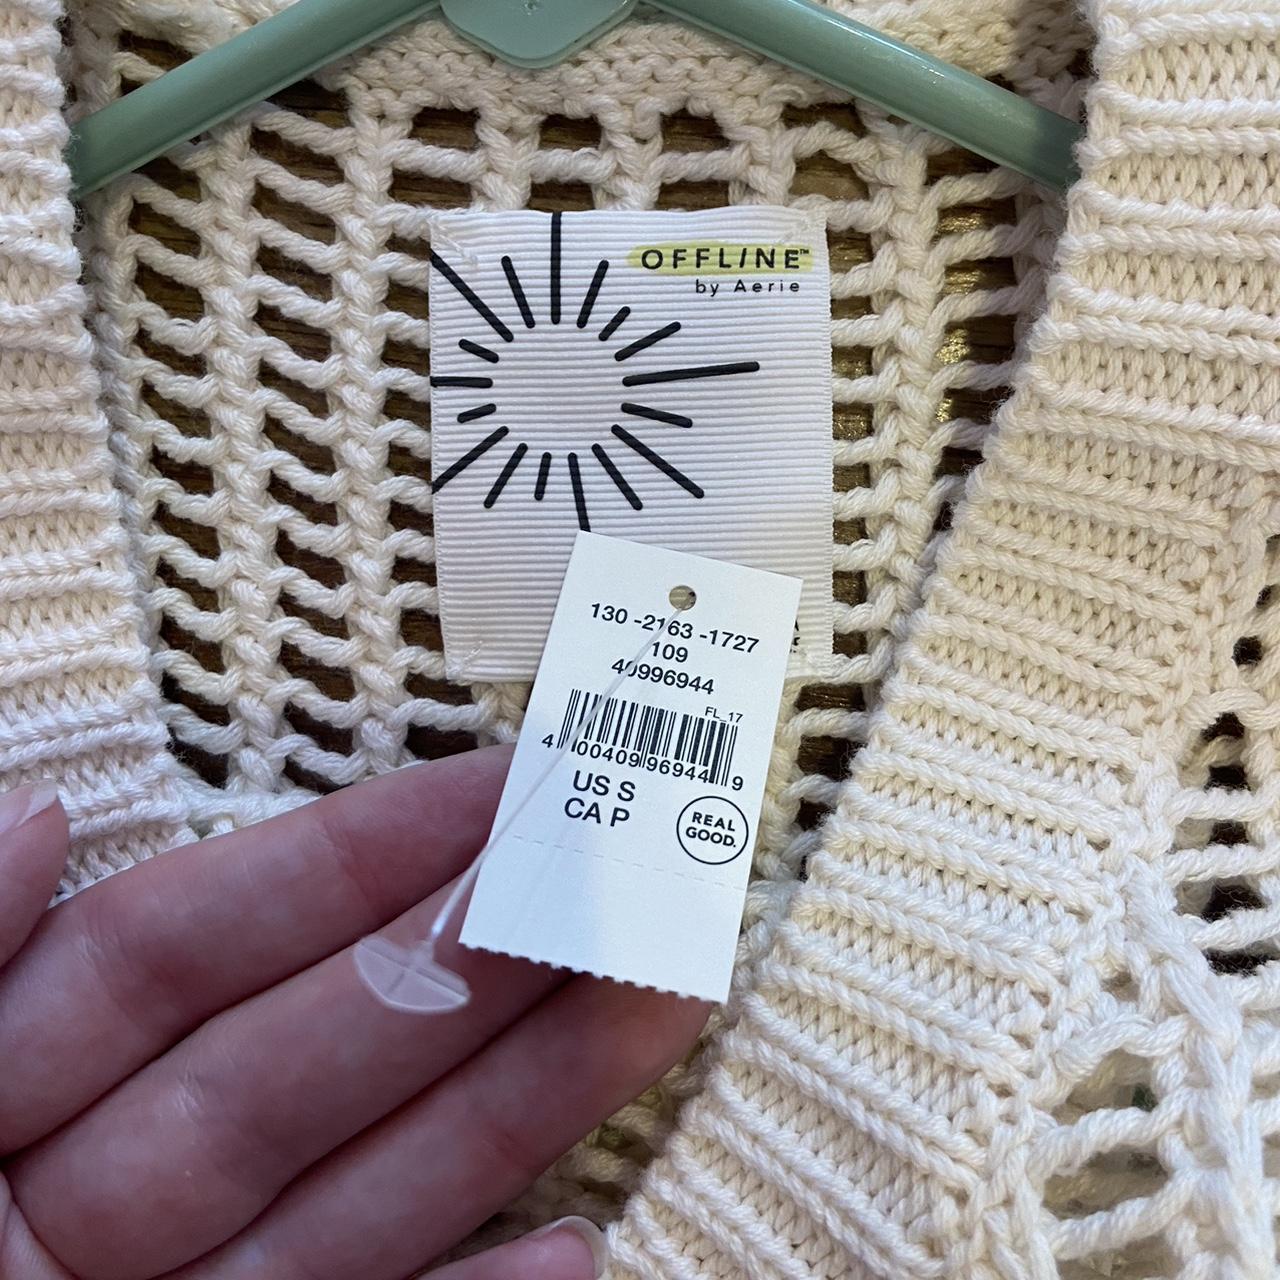 OFFLINE™
by Aerie
130 -2163 -1727
109
40996944
FL_17
4 00409 96944 9
US S
CA P
REAL
GOOD.